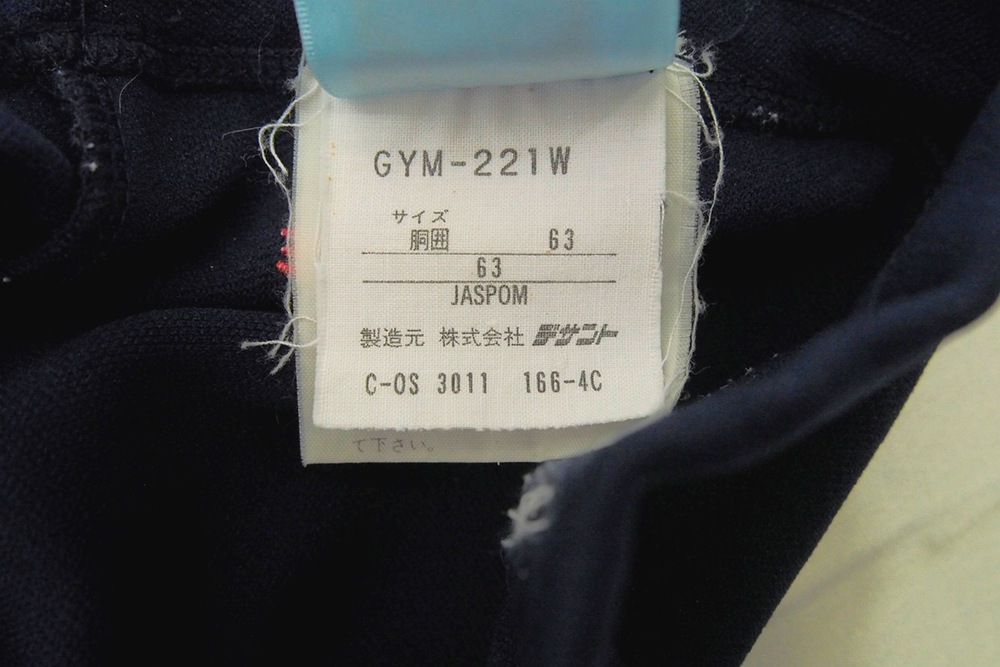 GYM-221W
サイズ
胴囲 63
63
JASPOM
製造元 株式会社 デサント
C-OS 3011 166-4C
て下さい。